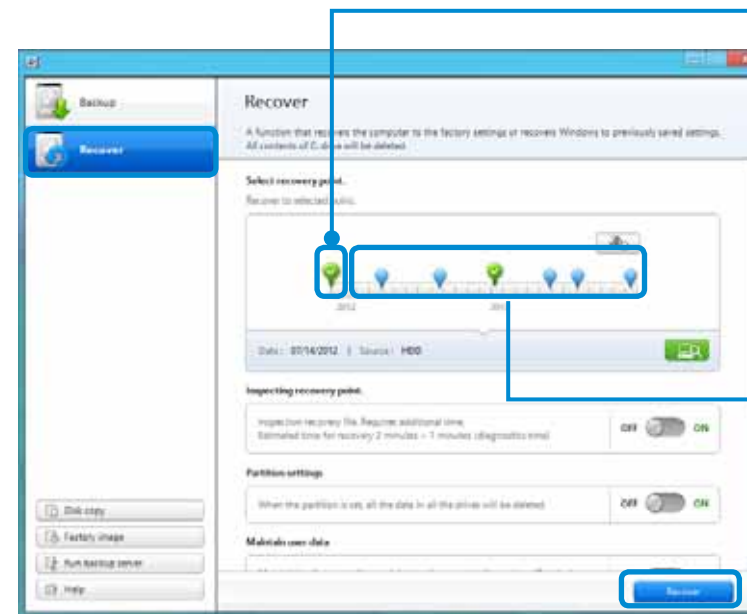 Backup
Recover
Recover
A function that recovers the computer to the factory settings or recovers Windows to previously saved settings.
All contents of C: drive will be deleted.
Select recovery point.
Recover to selected point.
2012
Date : 07/14/2012 | Source : HDD
Inspecting recovery point.
Inspection recovery file. Requires additional time.
Estimated time for recovery 2 minutes + 1 minutes (diagnostics time)
OFF ON
Partition settings
When the partition is set, all the data in all the drives will be deleted.
OFF ON
Maintain user data
Disk copy
Factory image
Run backup server
Help
Recover